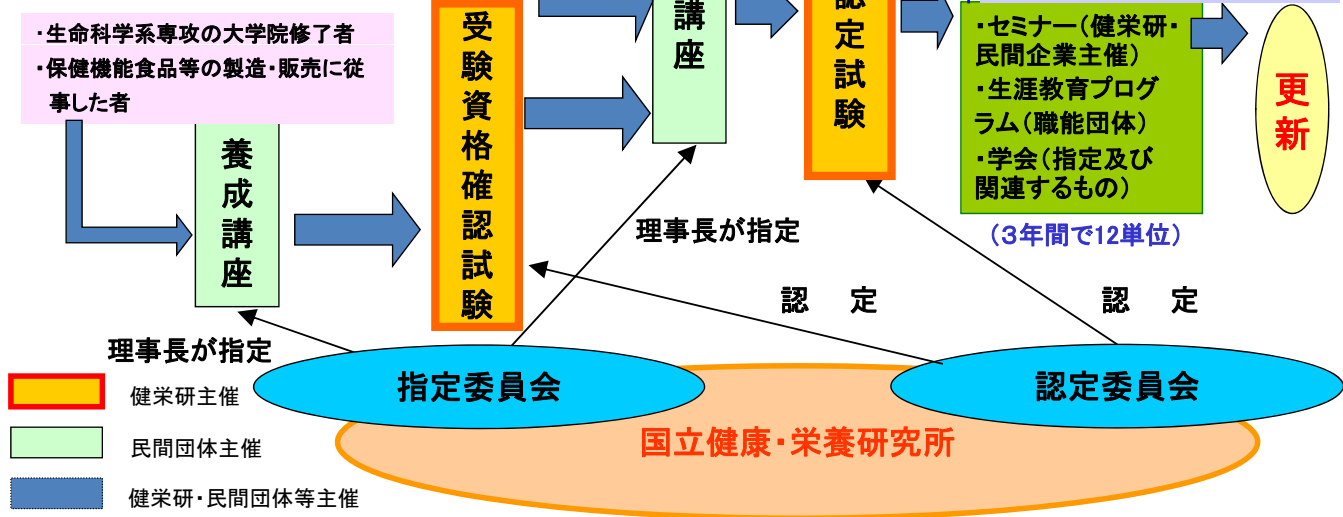 ・生命科学系専攻の大学院修了者
・保健機能食品等の製造・販売に従
事した者
養成講座
受験資格確認試験
講座
認定試験
・セミナー（健栄研・
民間企業主催）
・生涯教育プログ
ラム（職能団体）
・学会（指定及び
関連するもの）
（３年間で12単位）
更新
理事長が指定
認　定
認　定
理事長が指定
指定委員会
認定委員会
国立健康・栄養研究所
健栄研主催
民間団体主催
健栄研・民間団体等主催